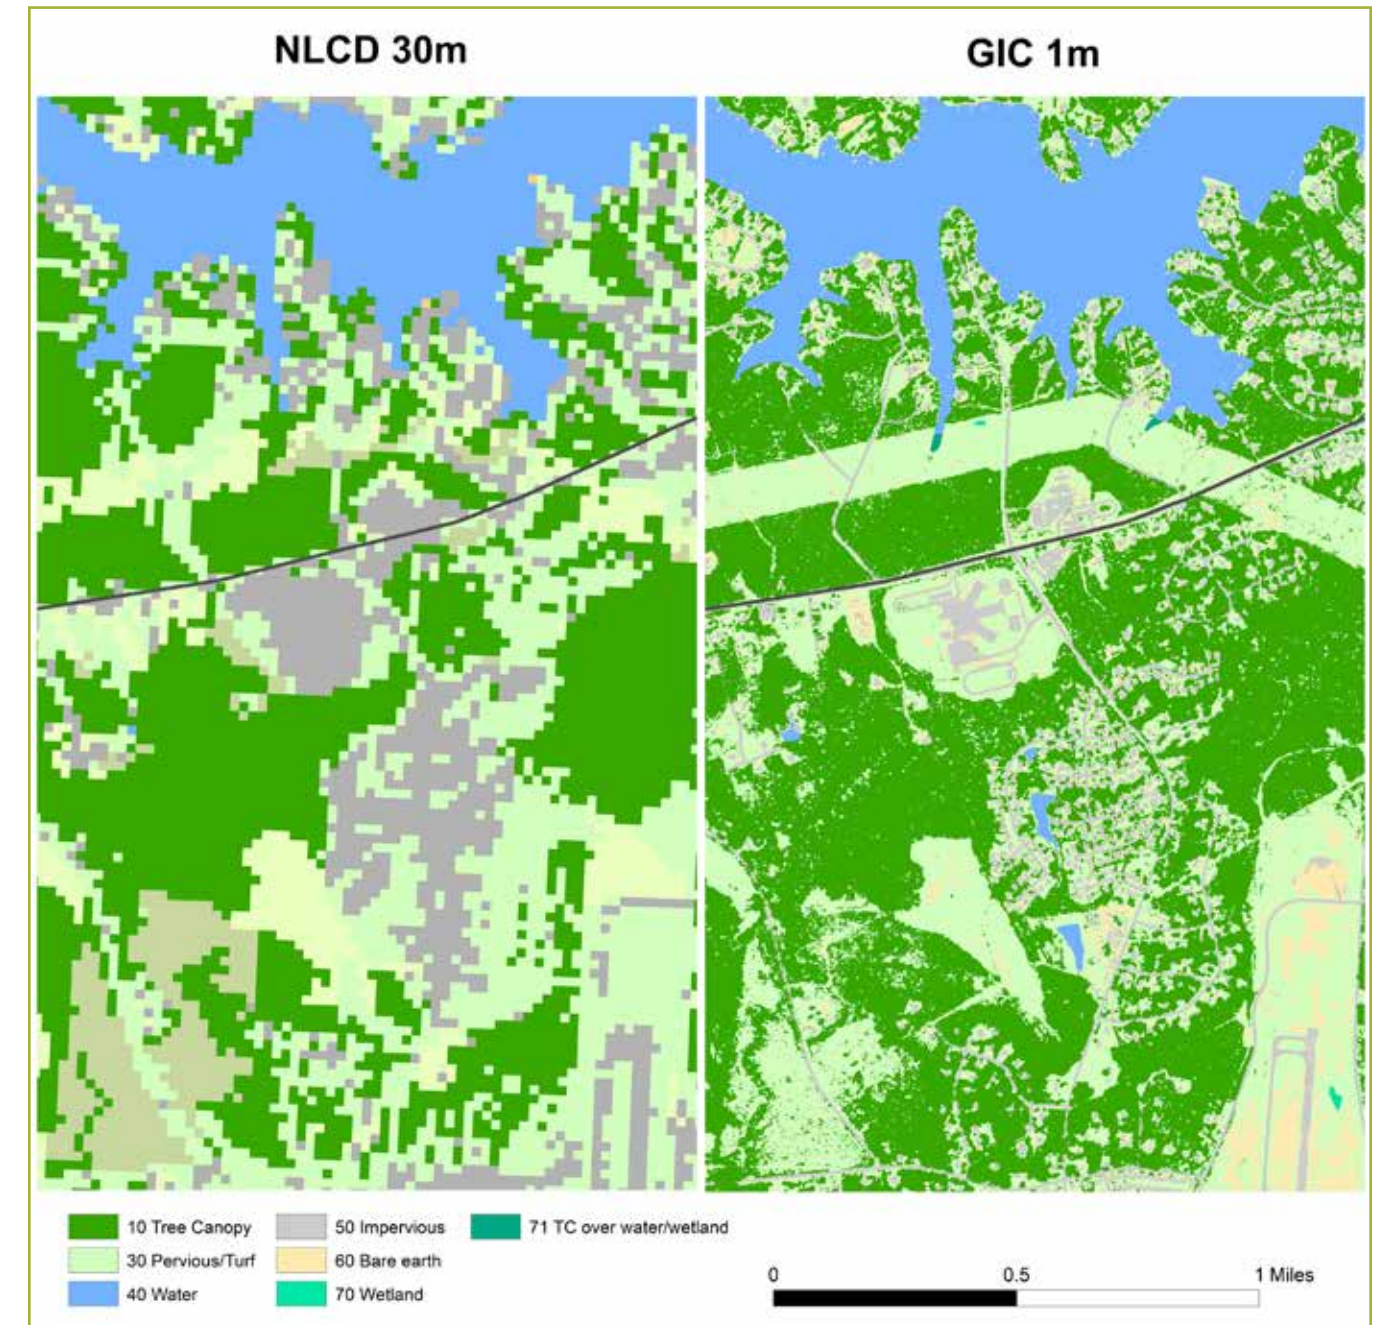 NLCD 30m
GIC 1m
10 Tree Canopy
50 Impervious
71 TC over water/wetland
30 Pervious/Turf
60 Bare earth
40 Water
70 Wetland
0 0.5 1 Miles